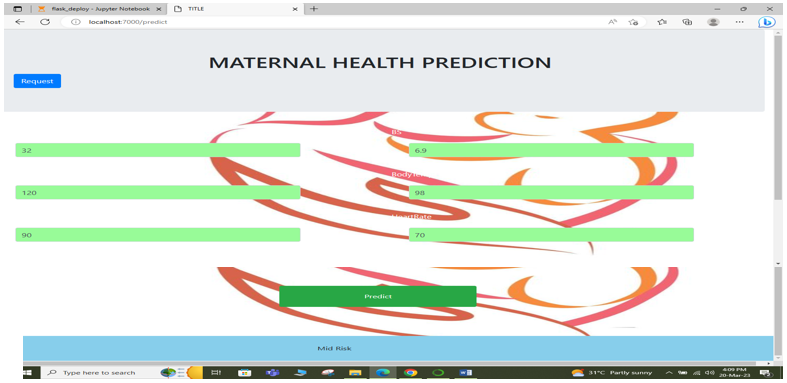 flask_deploy - Jupyter Notebook
TITLE
localhost:7000/predict
MATERNAL HEALTH PREDICTION
Request
BS
32
6.9
120
98
HeartRate
90
70
Predict
Mid Risk
Type here to search
31°C Partly sunny
4:09 PM
20-Mar-23